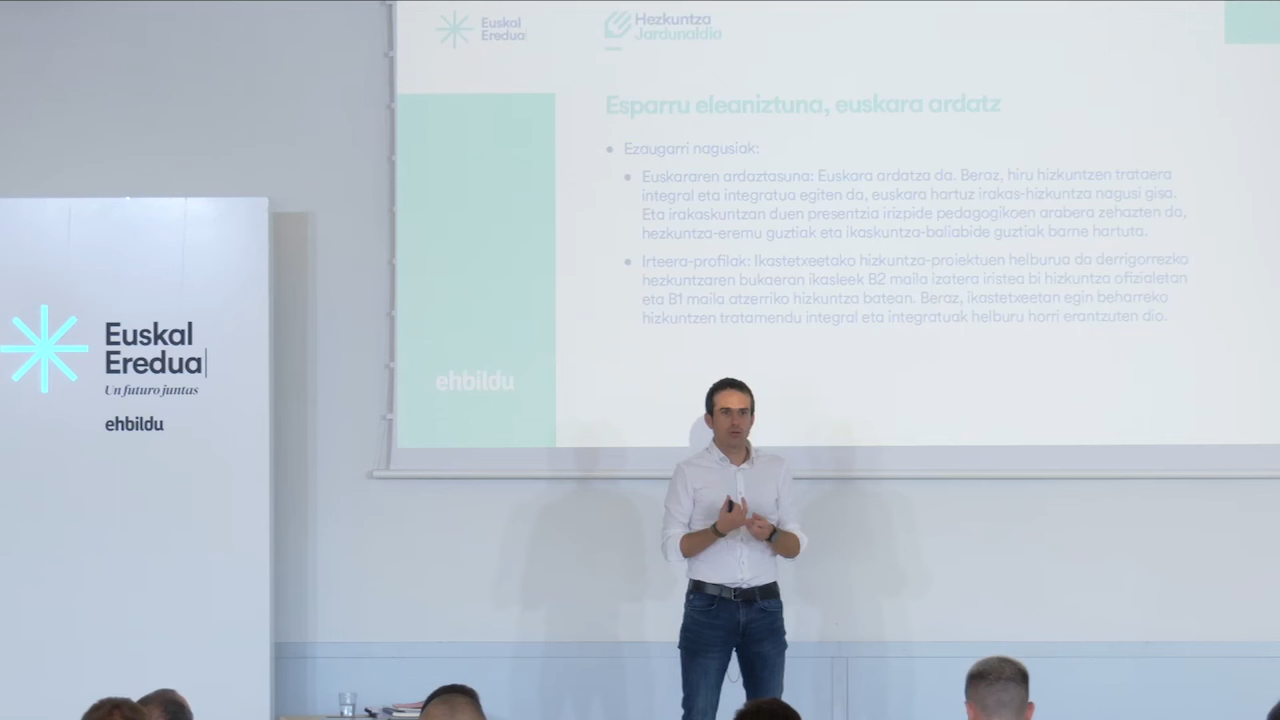 Euskal
Eredua
Hezkuntza
Jardunaldia
Esparru eleaniztuna, euskara ardatz
Ezaugarri nagusiak:
Euskararen ardaztasuna: Euskara ardatza da. Beraz, hiru hizkuntzen trataera
integral eta integratua egiten da, euskara hartuz irakas-hizkuntza nagusi gisa.
Eta irakaskuntzan duen presentzia irizpide pedagogikoen arabera zehazten da,
hezkuntza-eremu guztiak eta ikaskuntza-baliabide guztiak barne hartuta.
Irteera-profilak: Ikastetxeetako hizkuntza-proiektuen helburua da derrigorrezko
hezkuntzaren bukaeran ikasleek B2 maila izatera iristea bi hizkuntza ofizialetan
eta B1 maila atzerriko hizkuntza batean. Beraz, ikastetxeetan egin beharreko
hizkuntzen tratamendu integral eta integratuak helburu horri erantzuten dio.
ehbildu
Euskal
Eredua
Un futuro juntas
ehbildu